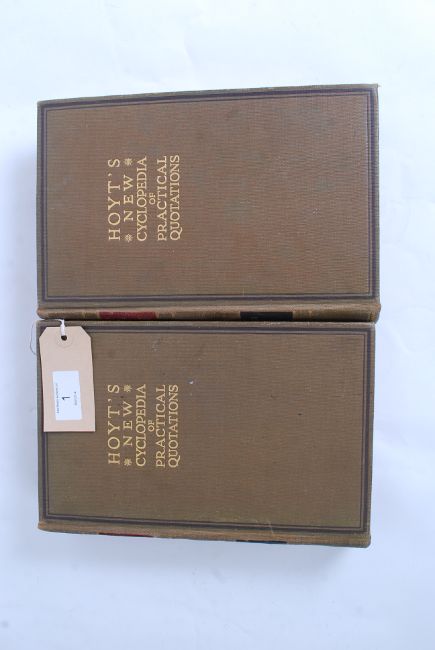 HOYT'S
NEW
CYCLOPEDIA
OF
PRACTICAL
QUOTATIONS
HOYT'S
NEW
CYCLOPEDIA
OF
PRACTICAL
QUOTATIONS
1